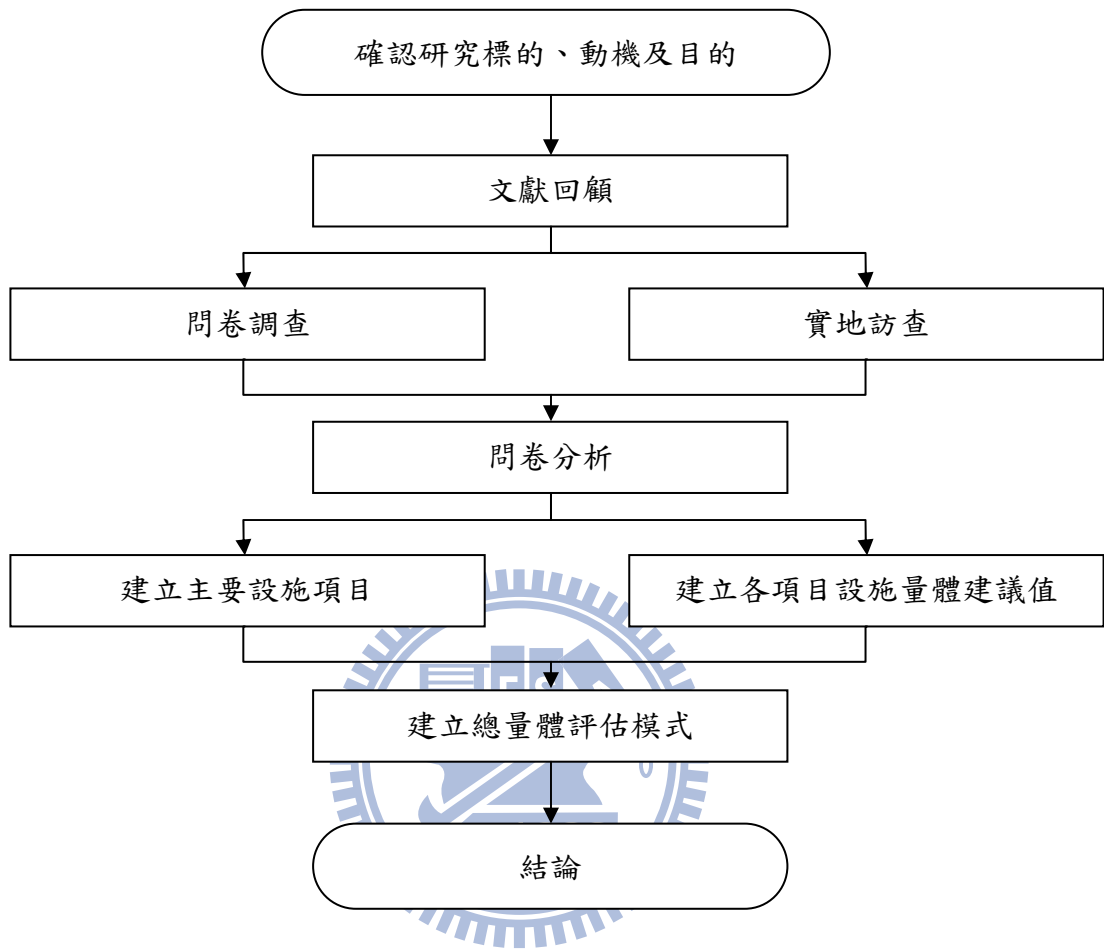 確認研究標的、動機及目的
文獻回顧
問卷調查
實地訪查
問卷分析
建立主要設施項目
建立各項目設施量體建議值
建立總量體評估模式
結論